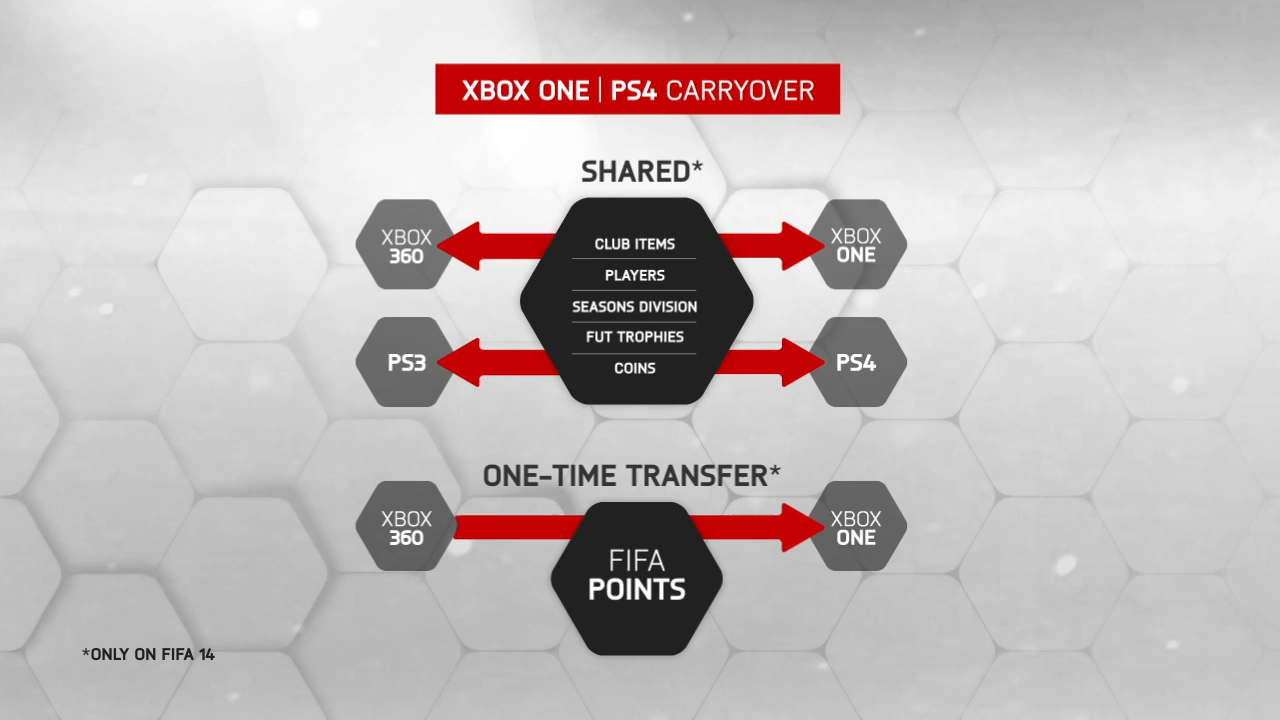 XBOX ONE | PS4 CARRYOVER
SHARED*
XBOX
360
CLUB ITEMS
PLAYERS
SEASONS DIVISION
FUT TROPHIES
COINS
XBOX
ONE
PS3
PS4
ONE-TIME TRANSFER*
XBOX
360
FIFA
POINTS
XBOX
ONE
*ONLY ON FIFA 14